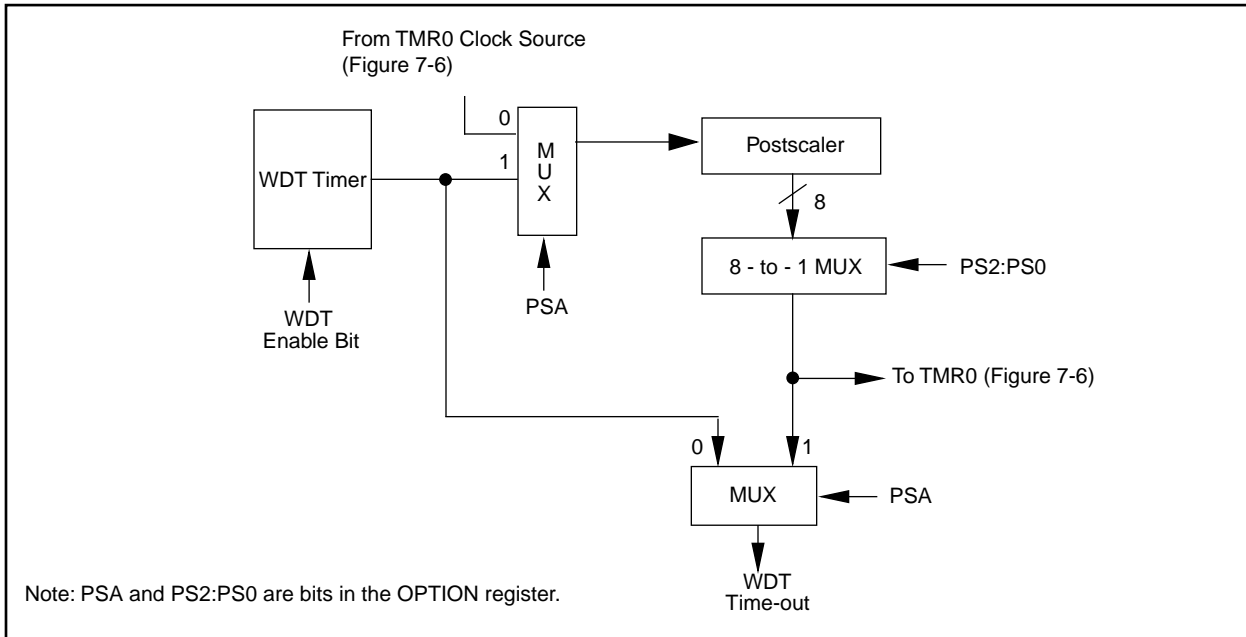 From TMR0 Clock Source
(Figure 7-6)
0
1
M
U
X
WDT Timer
Postscaler
8
8 - to - 1 MUX
PS2:PS0
PSA
WDT
Enable Bit
To TMR0 (Figure 7-6)
0
1
MUX
PSA
WDT
Time-out
Note: PSA and PS2:PS0 are bits in the OPTION register.